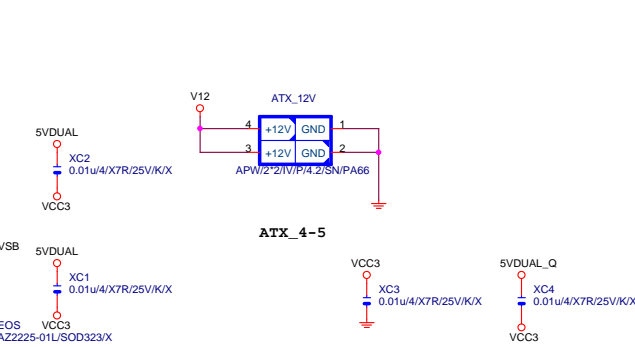 V12
ATX_12V
4 +12V GND 1
3 +12V GND 2
APW/2*2/IV/P/4.2/SN/PA66
ATX_4-5
5VDUAL
XC2
0.01u/4/X7R/25V/K/X
VCC3
VSB
5VDUAL
XC1
0.01u/4/X7R/25V/K/X
VCC3
EOS
AZ2225-01L/SOD323/X
VCC3
XC3
0.01u/4/X7R/25V/K/X
5VDUAL_Q
XC4
0.01u/4/X7R/25V/K/X
VCC3